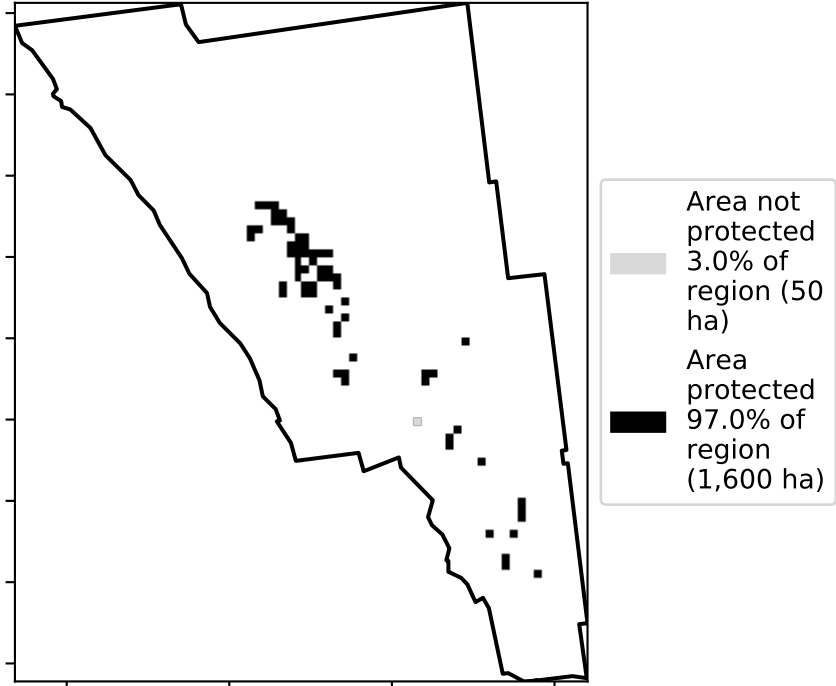 Area not
protected
3.0% of
region (50
ha)
Area
protected
97.0% of
region
(1,600 ha)